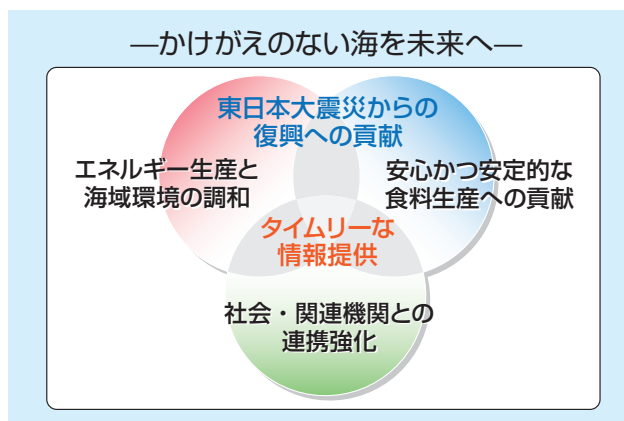 ―かけがえのない海を未来へ―
東日本大震災からの
復興への貢献
エネルギー生産と
海域環境の調和
安心かつ安定的な
食料生産への貢献
タイムリーな
情報提供
社会・関連機関との
連携強化